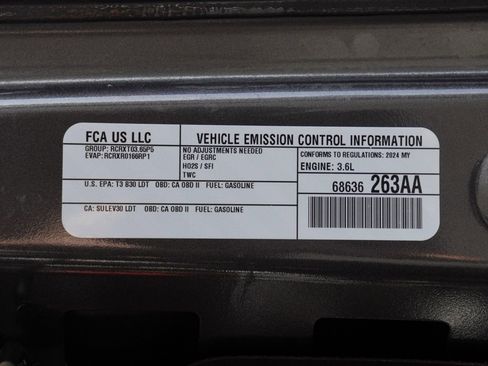 FCA US LLC
GROUP: RCRXT03.65P5
EVAP: RCRXR0166RP1
VEHICLE EMISSION CONTROL INFORMATION
NO ADJUSTMENTS NEEDED
EGR / EGRC
HO2S / SFI
TWC
CONFORMS TO REGULATIONS: 2024 MY
ENGINE: 3.6L
68636 263AA
U.S. EPA: T3 B30 LDT OBD: CA OBD II FUEL: GASOLINE
CA: SULEV30 LDT OBD: CA OBD II FUEL: GASOLINE